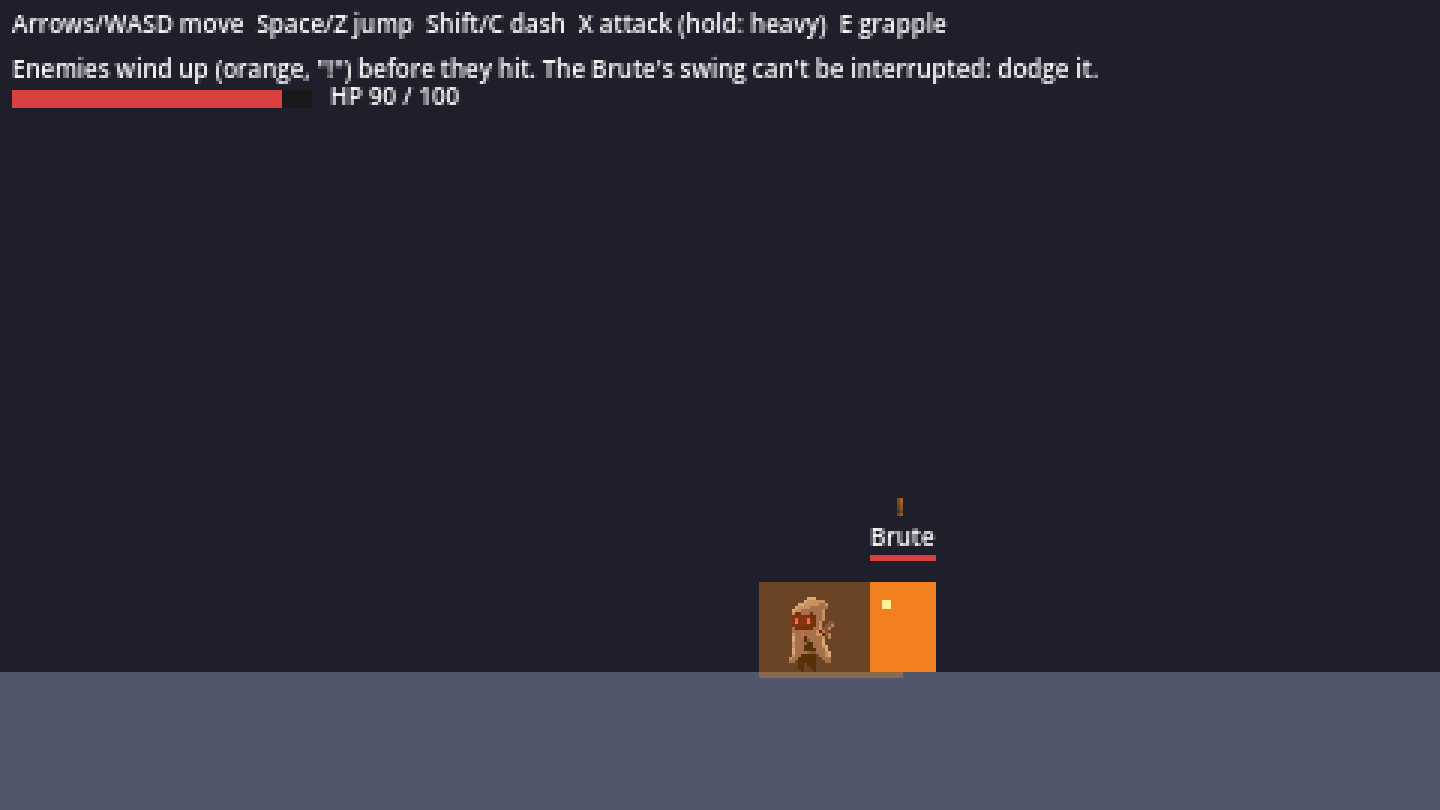 Arrows/WASD move  Space/Z jump  Shift/C dash  X attack (hold: heavy)  E grapple
Enemies wind up (orange, "!") before they hit. The Brute's swing can't be interrupted: dodge it.
HP 90 / 100
!
Brute